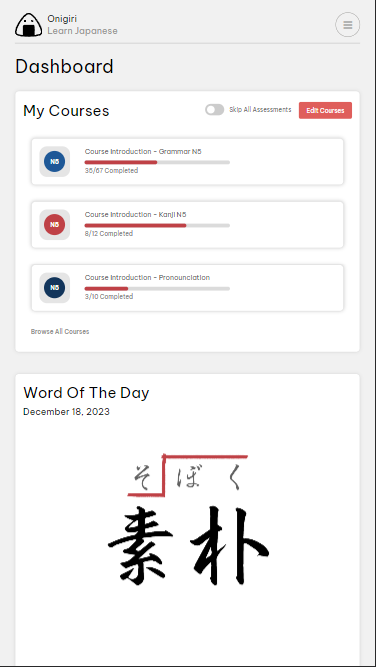 Onigiri
Learn Japanese
Dashboard
My Courses
Skip All Assessments
Edit Courses
N5
Course Introduction - Grammar N5
35/67 Completed
N5
Course Introduction - Kanji N5
8/12 Completed
N5
Course Introduction - Pronounciation
3/10 Completed
Browse All Courses
Word Of The Day
December 18, 2023
そぼく
素朴